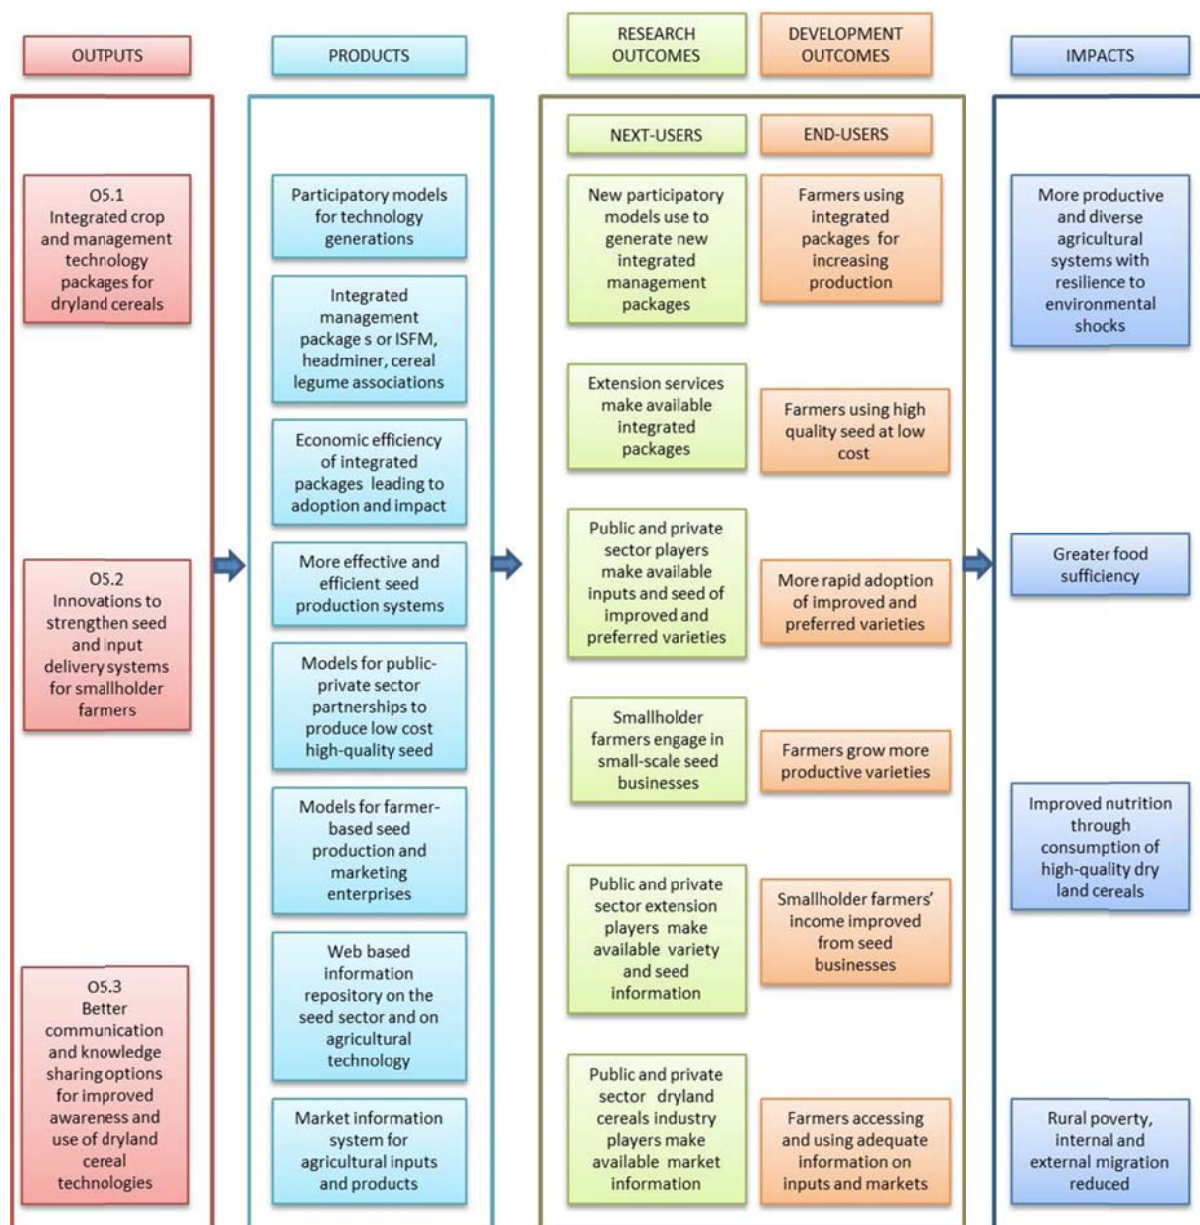 OUTPUTS
PRODUCTS
RESEARCH
OUTCOMES
DEVELOPMENT
OUTCOMES
IMPACTS
NEXT-USERS
END-USERS
O5.1
Integrated crop
and management
technology
packages for
dryland cereals
O5.2
Innovations to
strengthen seed
and input
delivery systems
for smallholder
farmers
O5.3
Better
communication
and knowledge
sharing options
for improved
awareness and
use of dryland
cereal
technologies
Participatory models
for technology
generations
Integrated
management
package s or ISFM,
headminer, cereal
legume associations
Economic efficiency
of integrated
packages leading to
adoption and impact
More effective and
efficient seed
production systems
Models for public-
private sector
partnerships to
produce low cost
high-quality seed
Models for farmer-
based seed
production and
marketing
enterprises
Web based
information
repository on the
seed sector and on
agricultural
technology
Market information
system for
agricultural inputs
and products
New participatory
models use to
generate new
integrated
management
packages
Extension services
make available
integrated
packages
Public and private
sector players
make available
inputs and seed of
improved and
preferred varieties
Smallholder
farmers engage in
small-scale seed
businesses
Public and private
sector extension
players make
available variety
and seed
information
Public and private
sector dryland
cereals industry
players make
available market
information
Farmers using
integrated
packages for
increasing
production
Farmers using high
quality seed at low
cost
More rapid adoption
of improved and
preferred varieties
Farmers grow more
productive varieties
Smallholder farmers'
income improved
from seed
businesses
Farmers accessing
and using adequate
information on
inputs and markets
More productive
and diverse
agricultural
systems with
resilience to
environmental
shocks
Greater food
sufficiency
Improved nutrition
through
consumption of
high-quality dry
land cereals
Rural poverty,
internal and
external migration
reduced